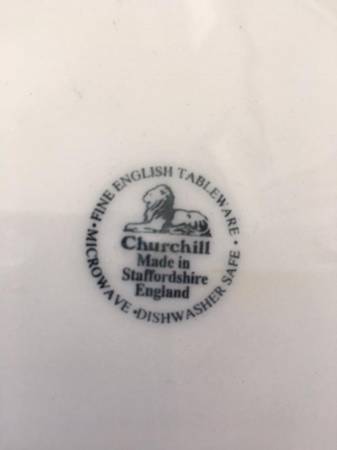 • FINE ENGLISH TABLEWARE •
Churchill
Made in
Staffordshire
England
MICROWAVE • DISHWASHER SAFE